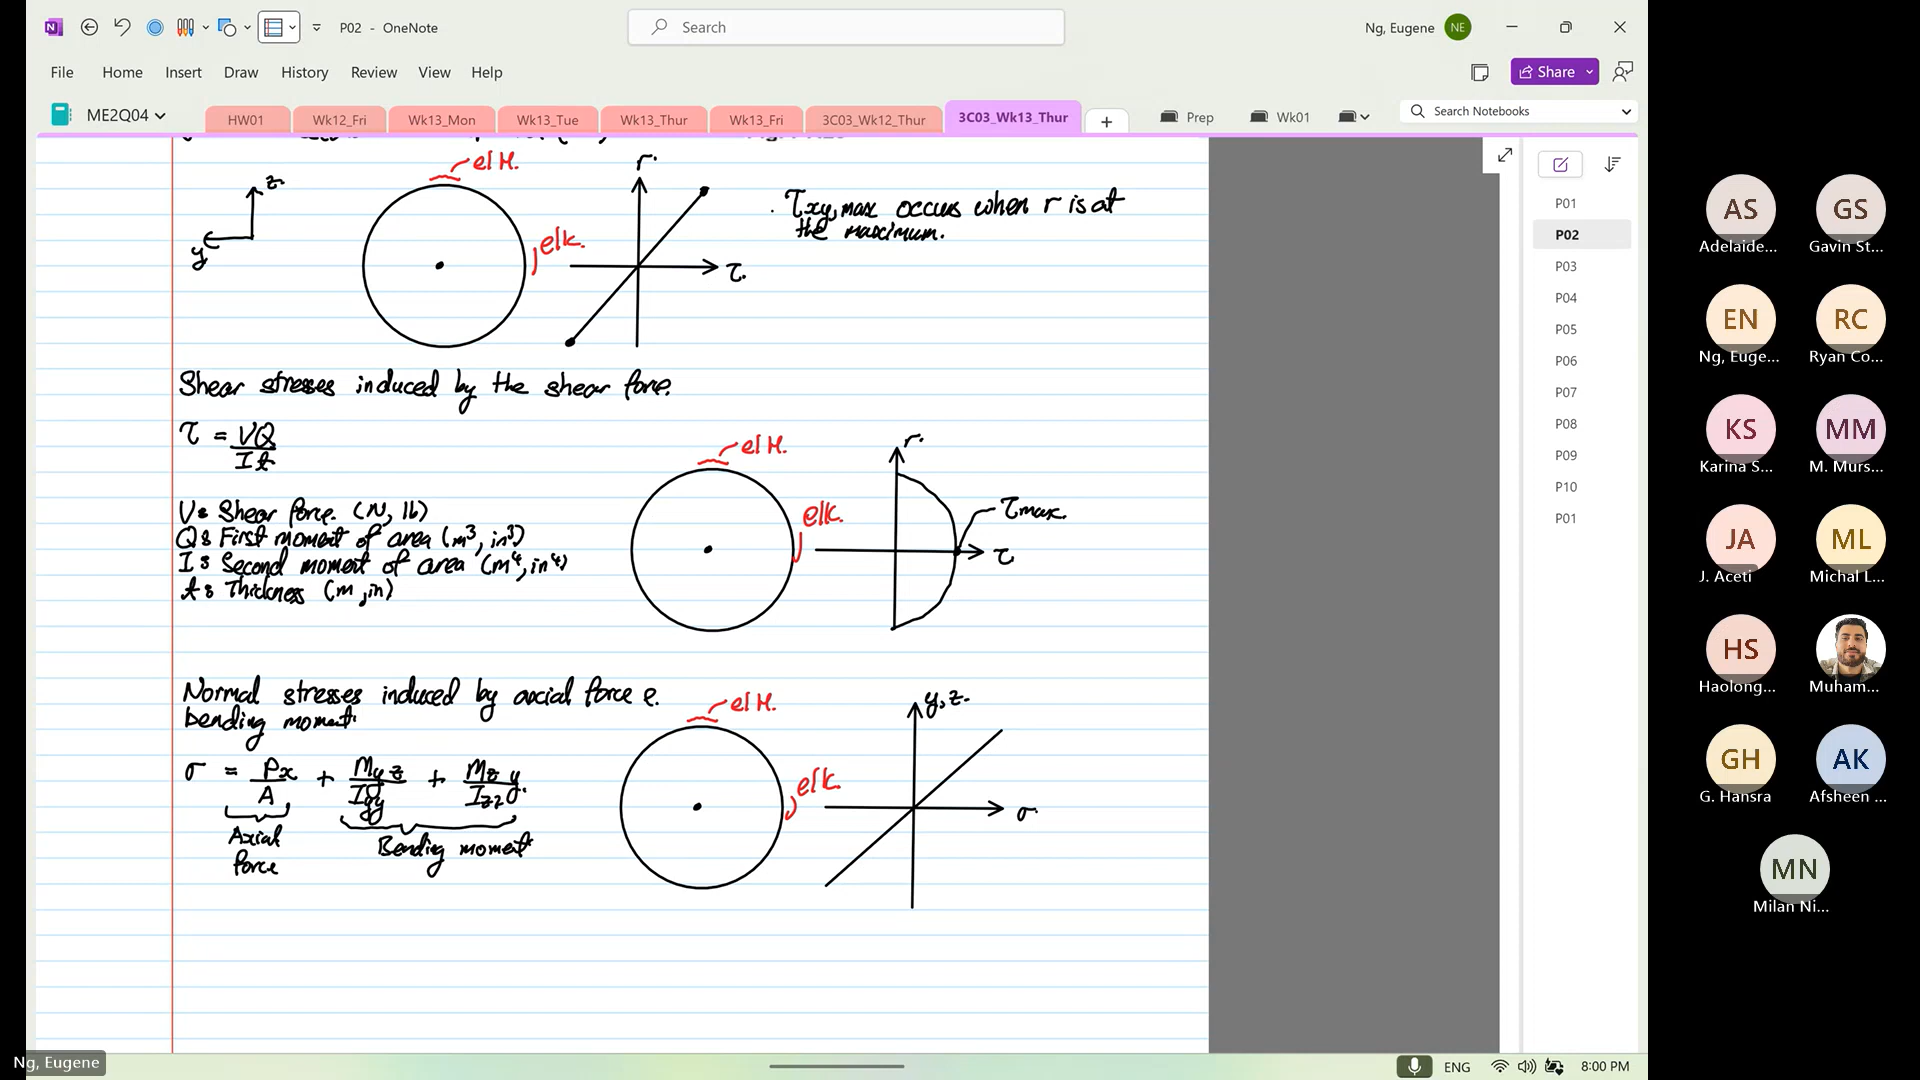 P02 - OneNote
Search
Ng, Eugene
NE
File Home Insert Draw History Review View Help
Share
ME2Q04
HW01 Wk12_Fri Wk13_Mon Wk13_Tue Wk13_Thur Wk13_Fri 3C03_Wk12_Thur 3C03_Wk13_Thur + Prep Wk01
Search Notebooks
z
y
el H.
elk.
r
τ
· τxy,max occurs when r is at
the maximum.
Shear stresses induced by the shear force.
τ = VQ / It
V: Shear force. (N, lb)
Q: First moment of area (m³, in³)
I: Second moment of area (m⁴, in⁴)
t: Thickness (m, in)
el H.
elk.
r
τmax.
τ
Normal stresses induced by axial force &
bending moment
σ = Px/A + My z/Iyy + Mz y/Izz
Axial
force
Bending moment
el H.
elk.
y,z.
σ
P01
P02
P03
P04
P05
P06
P07
P08
P09
P10
P01
AS GS
Adelaide... Gavin St...
EN RC
Ng, Euge... Ryan Co...
KS MM
Karina S... M. Murs...
JA ML
J. Aceti Michal L...
HS
Haolong... Muham...
GH AK
G. Hansra Afsheen ...
MN
Milan Ni...
Ng, Eugene
ENG
8:00 PM